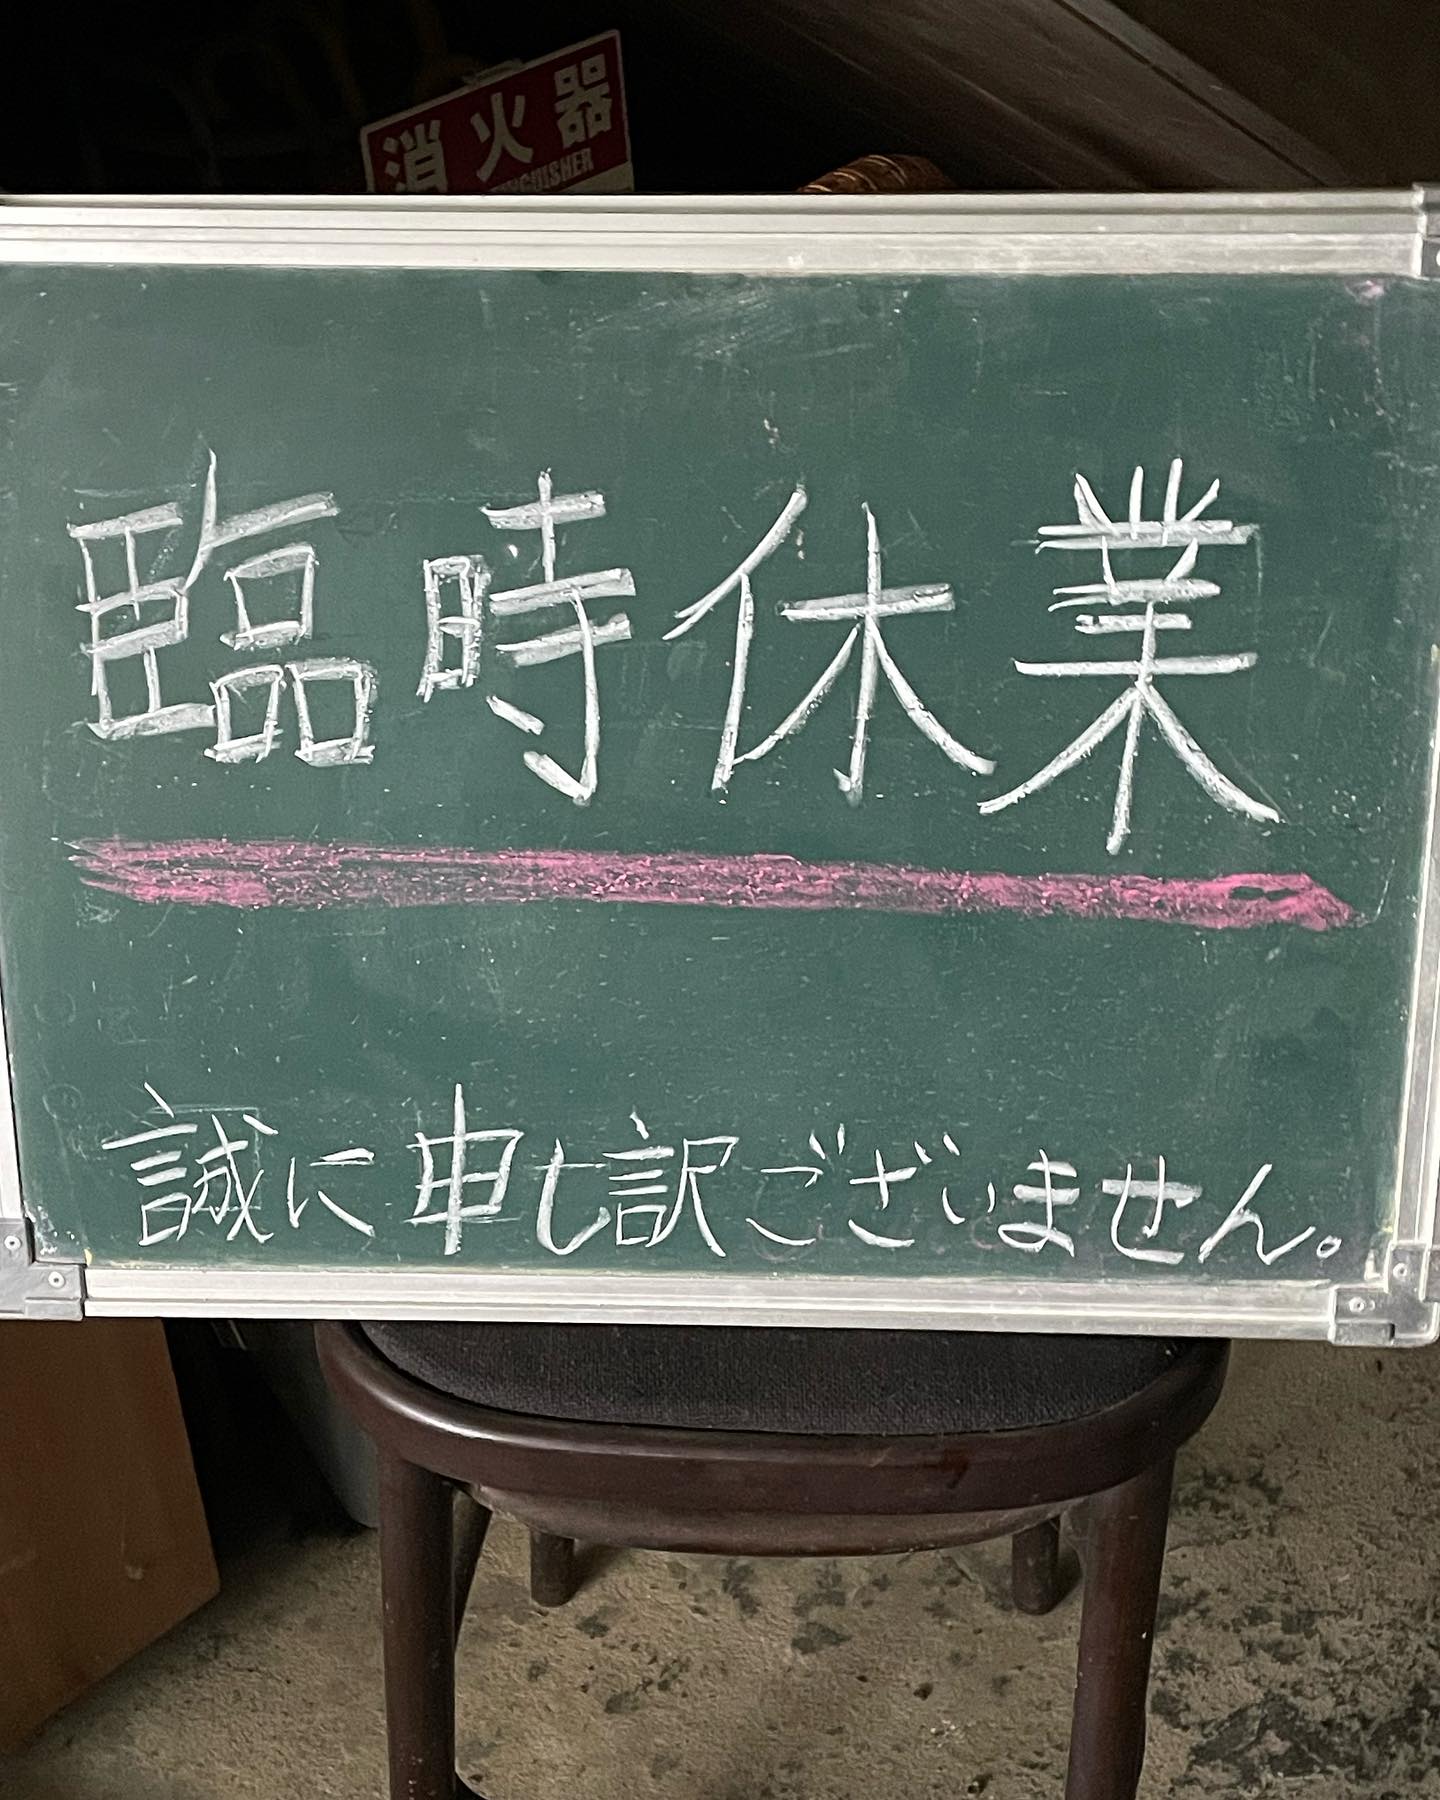 消火器
臨時休業
誠に申し訳ございません。